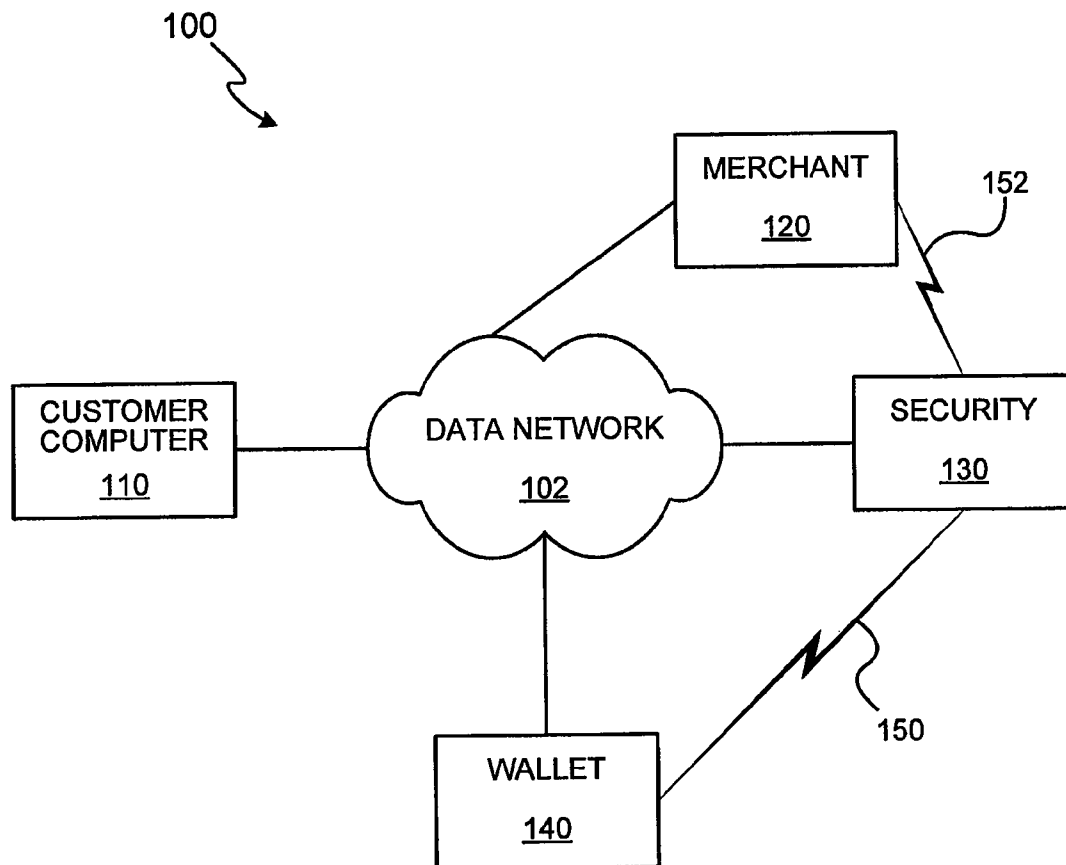 100
MERCHANT
120
152
CUSTOMER
COMPUTER
110
DATA NETWORK
102
SECURITY
130
150
WALLET
140